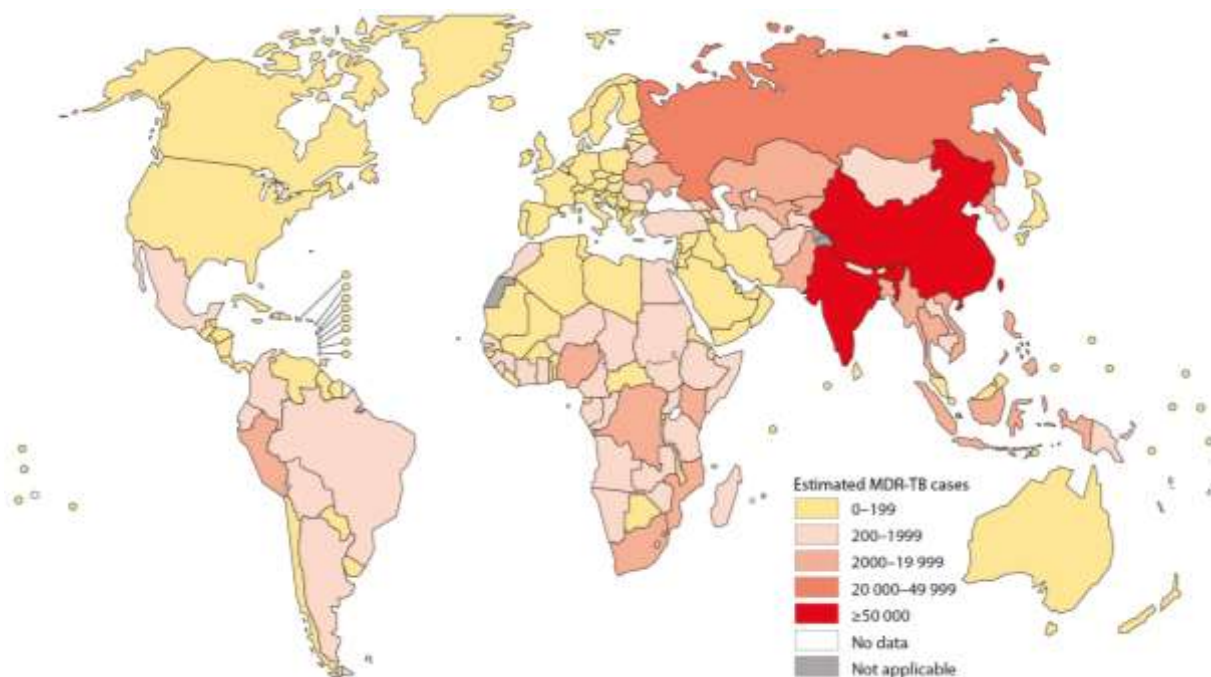 Estimated MDR-TB cases
0–199
200–1999
2000–19 999
20 000–49 999
≥50 000
No data
Not applicable